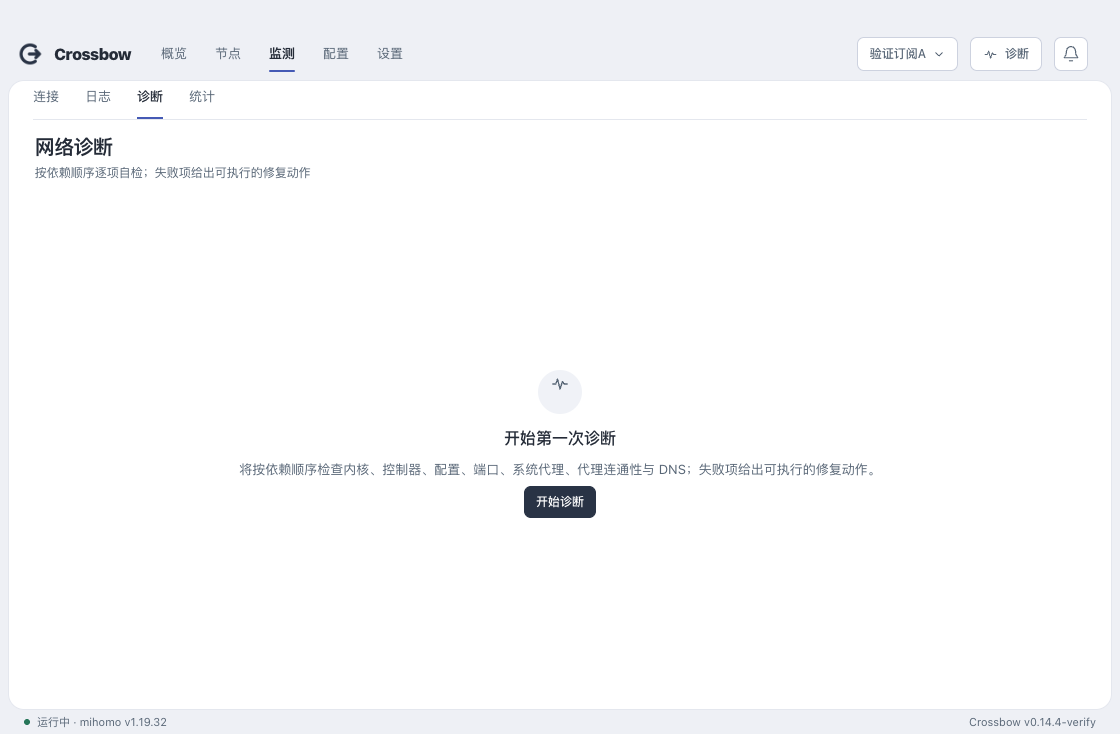 Crossbow 概览 节点 监测 配置 设置 验证订阅A 诊断
连接 日志 诊断 统计
网络诊断
按依赖顺序逐项自检；失败项给出可执行的修复动作
开始第一次诊断
将按依赖顺序检查内核、控制器、配置、端口、系统代理、代理连通性与 DNS；失败项给出可执行的修复动作。
开始诊断
运行中 · mihomo v1.19.32 Crossbow v0.14.4-verify